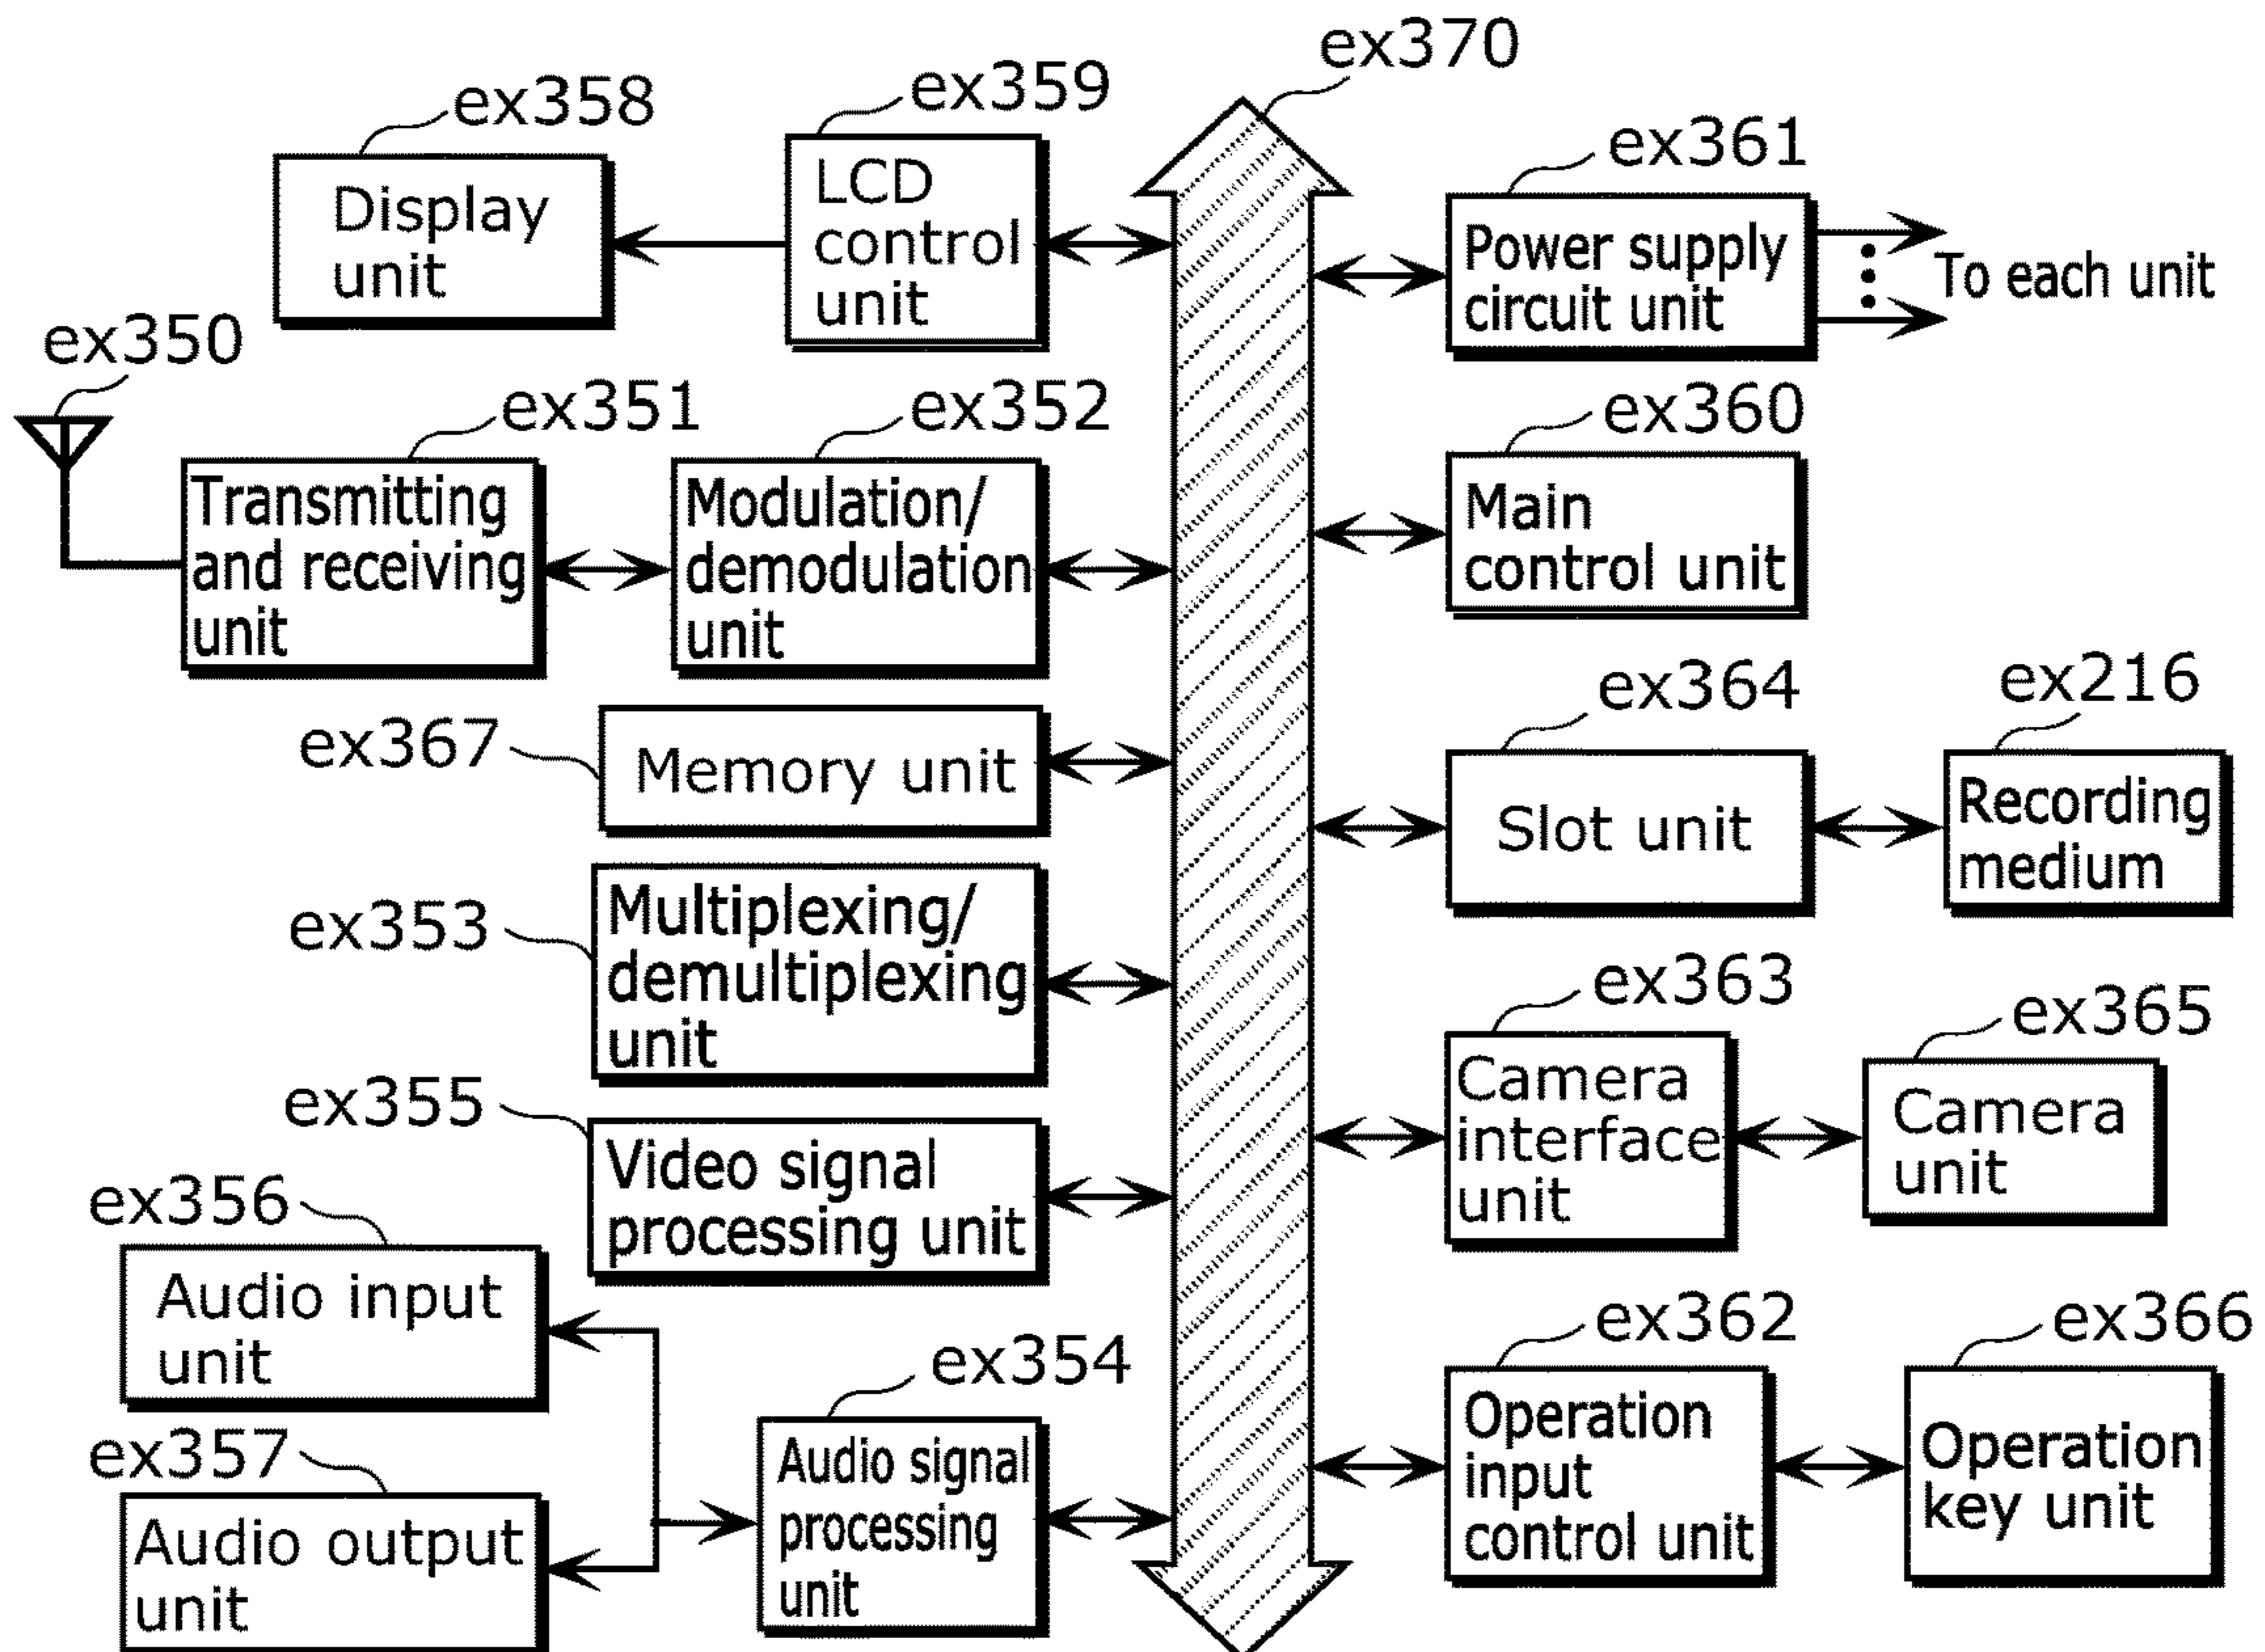 ex370
ex358
ex359
ex361
Display
unit
LCD
control
unit
Power supply
circuit unit
To each unit
ex350
ex351
ex352
ex360
Transmitting
and receiving
unit
Modulation/
demodulation
unit
Main
control unit
ex364
ex216
ex367
Memory unit
Slot unit
Recording
medium
ex353
Multiplexing/
demultiplexing
unit
ex363
ex365
Camera
interface
unit
Camera
unit
ex355
Video signal
processing unit
ex356
Audio input
unit
ex354
ex362
ex366
ex357
Audio output
unit
Audio signal
processing
unit
Operation
input
control unit
Operation
key unit